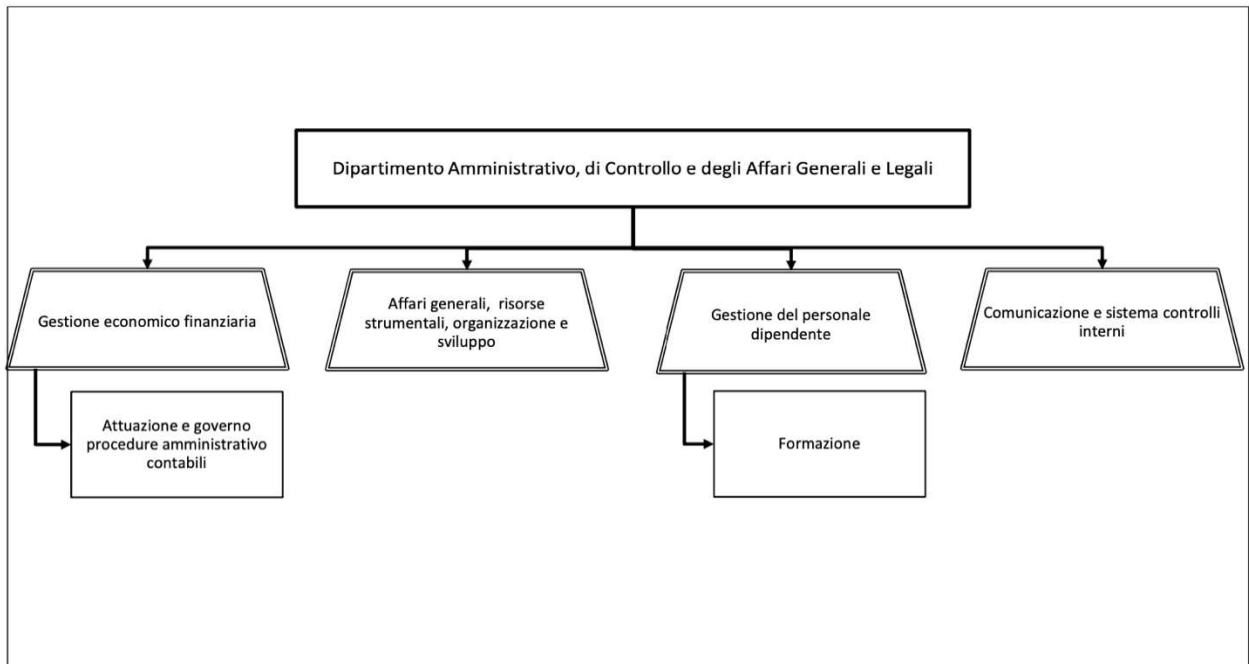 Dipartimento Amministrativo, di Controllo e degli Affari Generali e Legali
Gestione economico finanziaria
Affari generali, risorse
strumentali, organizzazione e
sviluppo
Gestione del personale
dipendente
Comunicazione e sistema controlli
interni
Attuazione e governo
procedure amministrativo
contabili
Formazione